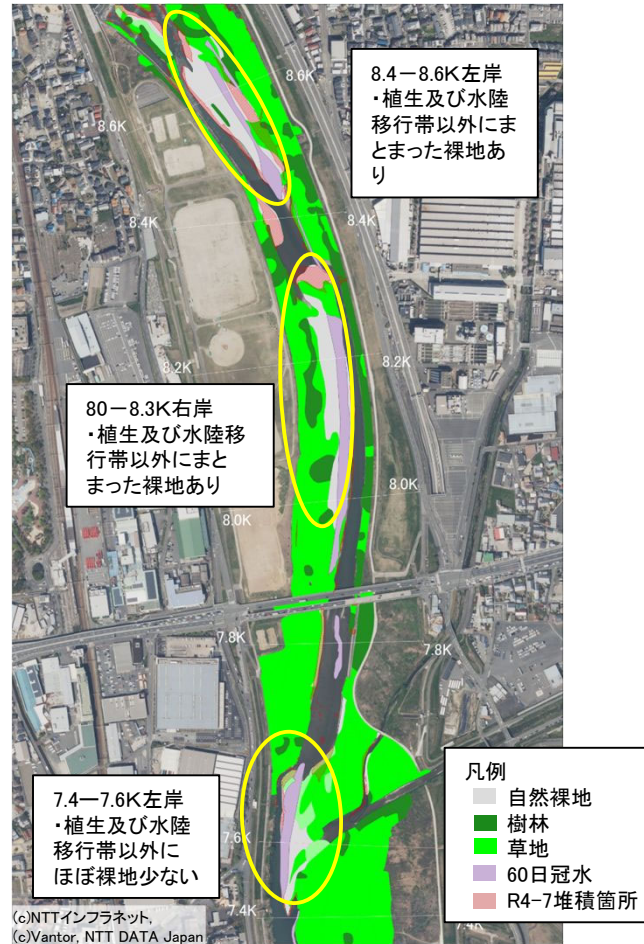 8.6K
8.4ー8.6K左岸
・植生及び水陸
移行帯以外にま
とまった裸地あ
り
8.6K
8.4K
8.4K
8.2K
8.2K
80ー8.3K右岸
・植生及び水陸移
行帯以外にまと
まった裸地あり
8.0K
8.0K
7.8K
7.8K
7.4ー7.6K左岸
・植生及び水陸
移行帯以外に
ほぼ裸地少ない
7.6K
凡例
自然裸地
樹林
草地
60日冠水
R4-7堆積箇所
7.4K
7.4K
(c)NTTインフラネット,
(c)Vantor, NTT DATA Japan